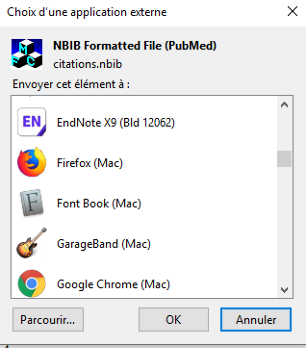 Choix d'une application externe
NBIB Formatted File (PubMed)
citations.nbib
Envoyer cet élément à :
EN
EndNote X9 (Bld 12062)
Firefox (Mac)
F
Font Book (Mac)
GarageBand (Mac)
Google Chrome (Mac)
Parcourir...
OK
Annuler